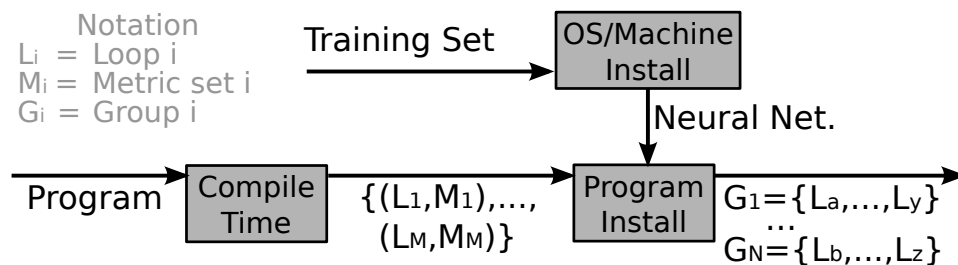 Notation
Li = Loop i
Mi = Metric set i
Gi = Group i
Training Set
OS/Machine
Install
Neural Net.
Program
Compile
Time
{(L1,M1),...,
(LM,MM)}
Program
Install
G1={La,...,Ly}
...
GN={Lb,...,Lz}